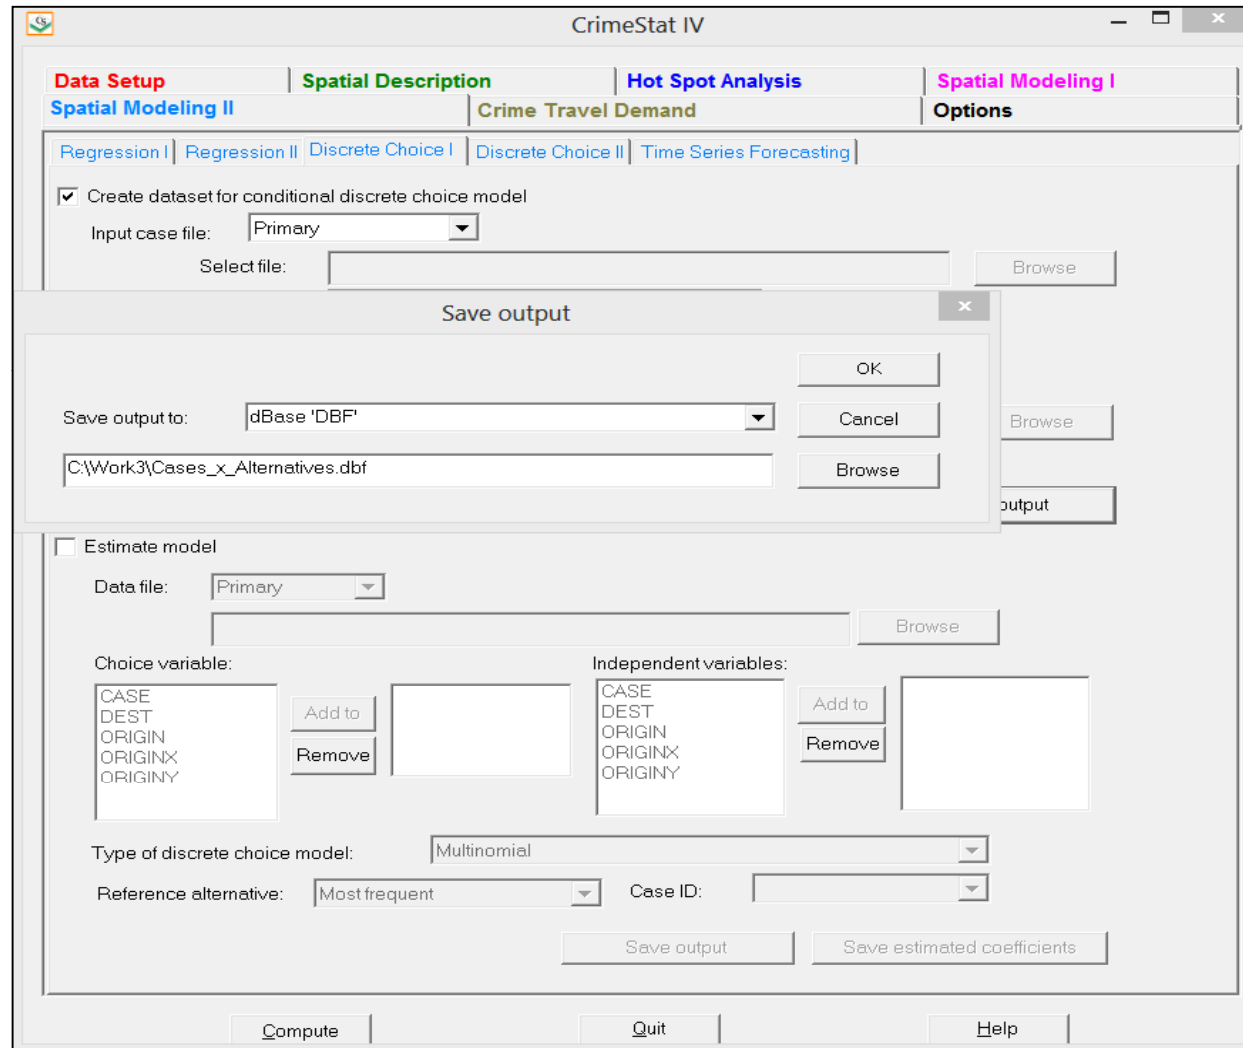 CrimeStat IV
Data Setup Spatial Description Hot Spot Analysis Spatial Modeling I
Spatial Modeling II Crime Travel Demand Options
Regression I Regression II Discrete Choice I Discrete Choice II Time Series Forecasting
Create dataset for conditional discrete choice model
Input case file: Primary
Select file: Browse
Save output
OK
Save output to: dBase 'DBF' Cancel Browse
C:\Work3\Cases_x_Alternatives.dbf Browse
output
Estimate model
Data file: Primary
Browse
Choice variable: Independent variables:
CASE CASE
DEST Add to DEST Add to
ORIGIN ORIGIN
ORIGINX Remove ORIGINX Remove
ORIGINY ORIGINY
Type of discrete choice model: Multinomial
Reference alternative: Most frequent Case ID:
Save output Save estimated coefficients
Compute Quit Help